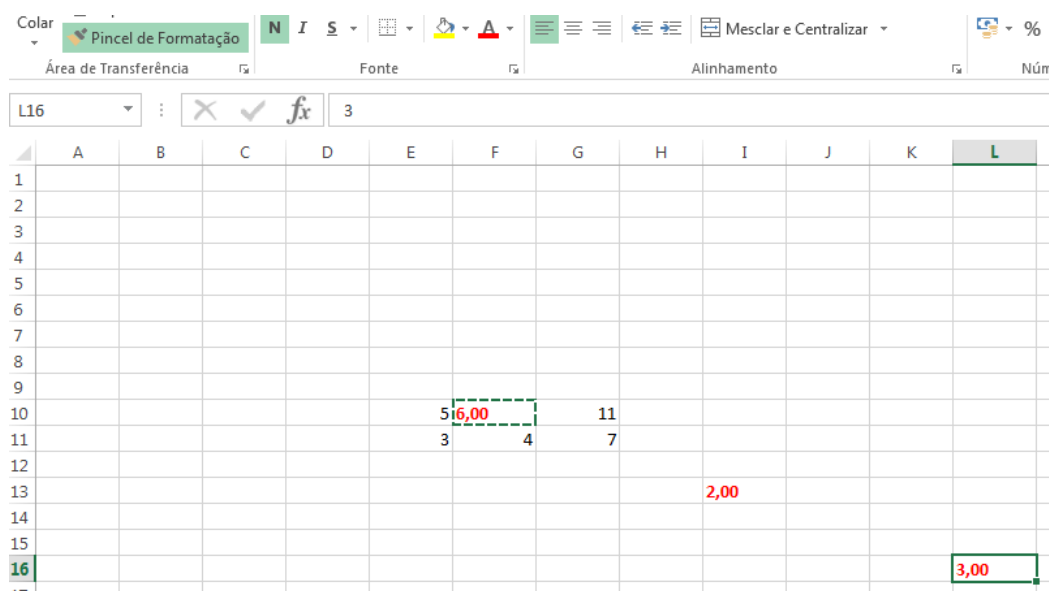 Colar
Pincel de Formatação N I S A Mesclar e Centralizar %
Área de Transferência Fonte Alinhamento Núm
L16 fx 3
A B C D E F G H I J K L
1
2
3
4
5
6
7
8
9
10 5 6,00 11
11 3 4 7
12
13 2,00
14
15
16 3,00